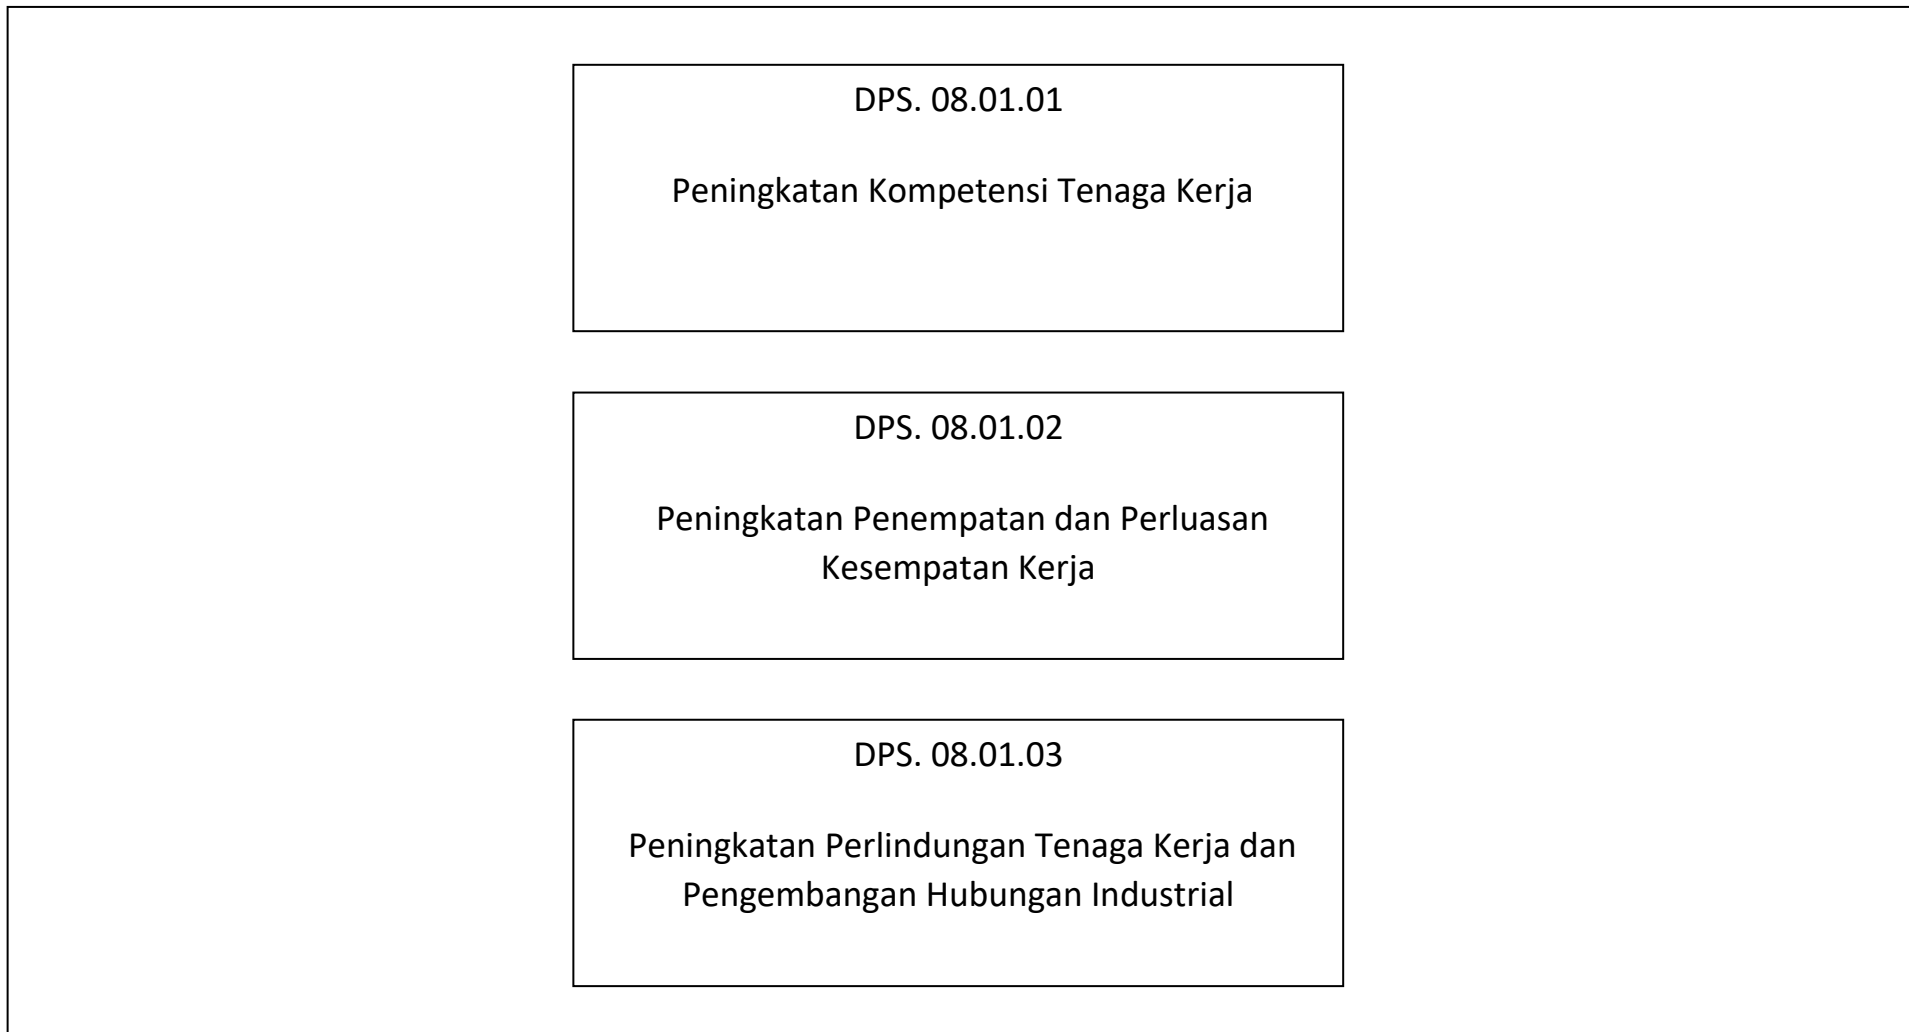 DPS. 08.01.01
Peningkatan Kompetensi Tenaga Kerja
DPS. 08.01.02
Peningkatan Penempatan dan Perluasan
Kesempatan Kerja
DPS. 08.01.03
Peningkatan Perlindungan Tenaga Kerja dan
Pengembangan Hubungan Industrial